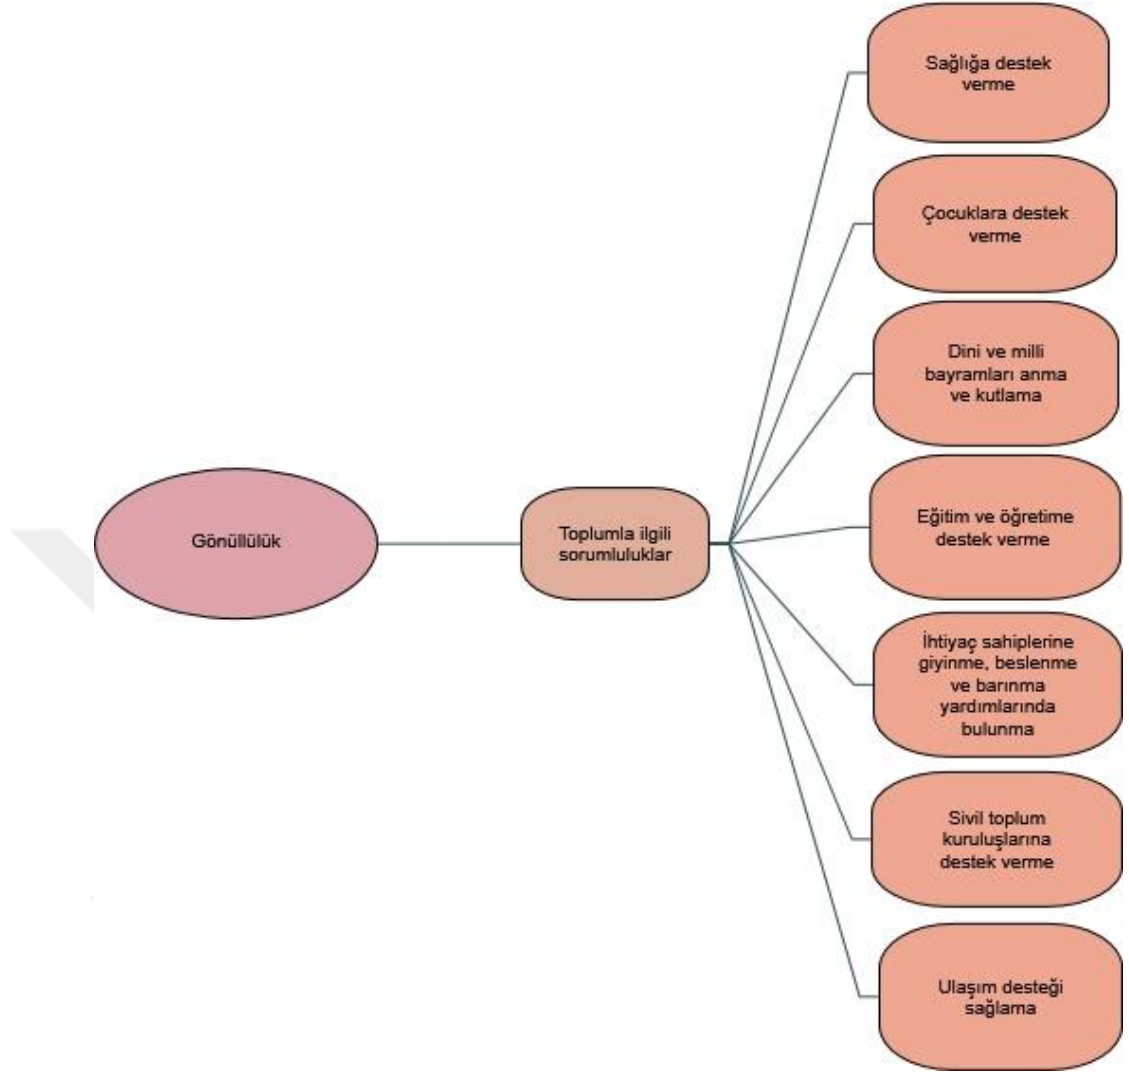 Sağlığa destek
verme
Çocuklara destek
verme
Dini ve milli
bayramları anma
ve kutlama
Gönüllülük
Toplumla ilgili
sorumluluklar
Eğitim ve öğretime
destek verme
İhtiyaç sahiplerine
giyinme, beslenme
ve barınma
yardımlarında
bulunma
Sivil toplum
kuruluşlarına
destek verme
Ulaşım desteği
sağlama